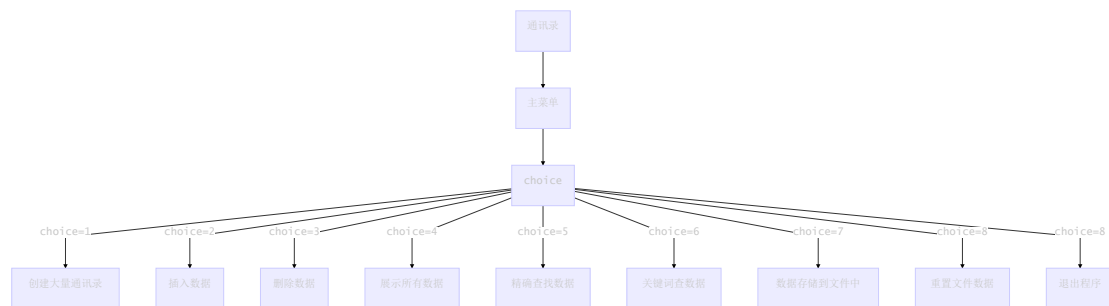 通讯录
主菜单
choice
choice=1 choice=2 choice=3 choice=4 choice=5 choice=6 choice=7 choice=8 choice=8
创建大量通讯录 插入数据 删除数据 展示所有数据 精确查找数据 关键词查数据 数据存储到文件中 重置文件数据 退出程序